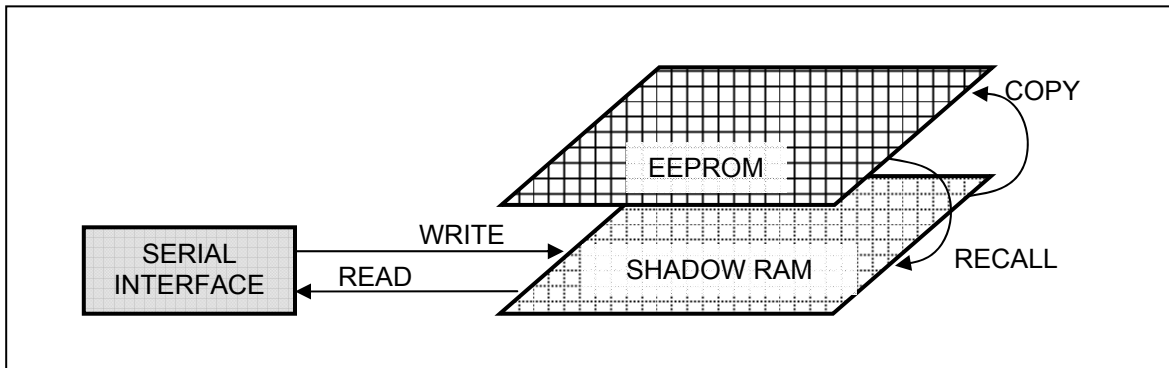 COPY
EEPROM
WRITE
SERIAL
INTERFACE
READ
SHADOW RAM
RECALL